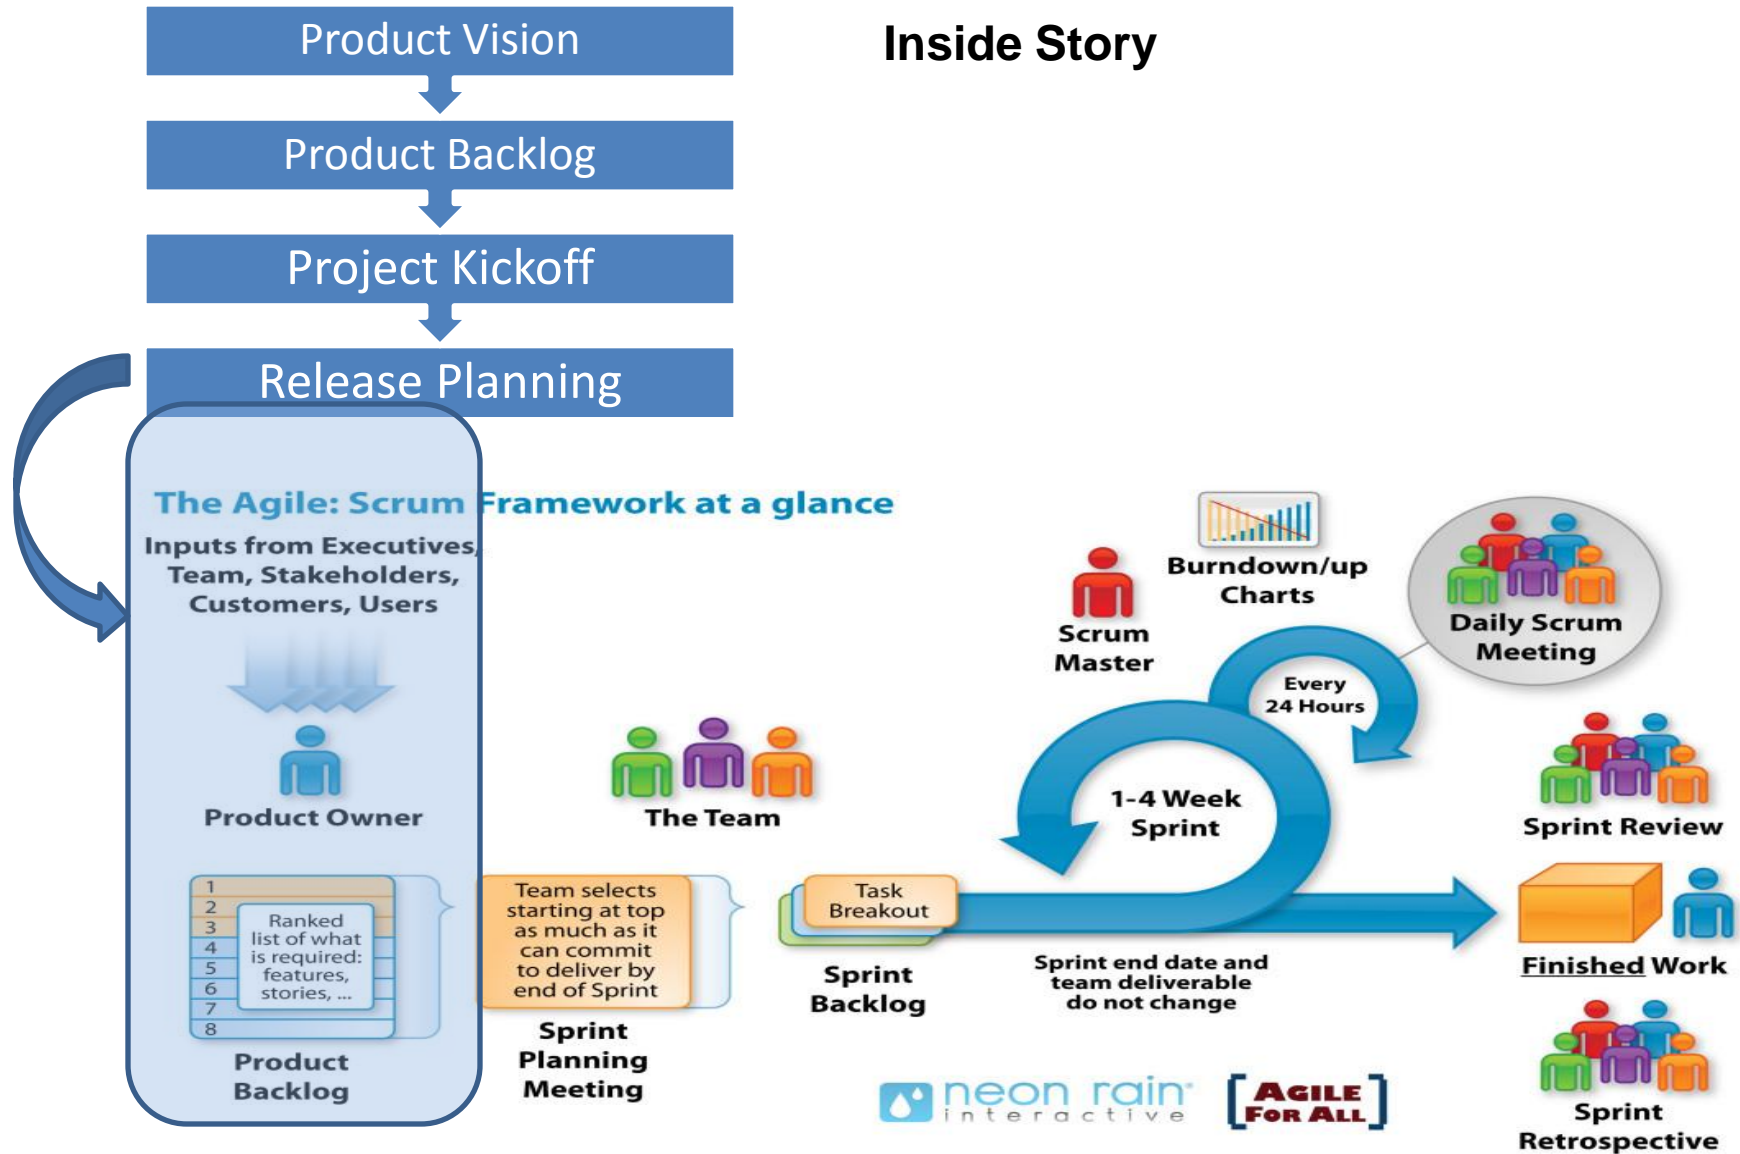 Product Vision
Inside Story
Product Backlog
Project Kickoff
Release Planning
The Agile: Scrum Framework at a glance
Inputs from Executives,
Team, Stakeholders,
Customers, Users
Product Owner
1
2
3
4
5
6
7
8
Ranked
list of what
is required:
features,
stories, ...
Product
Backlog
The Team
Team selects
starting at top
as much as it
can commit
to deliver by
end of Sprint
Sprint
Planning
Meeting
Task
Breakout
Sprint
Backlog
Scrum
Master
Burndown/up
Charts
Every
24 Hours
Daily Scrum
Meeting
1-4 Week
Sprint
Sprint end date and
team deliverable
do not change
Sprint Review
Finished Work
Sprint
Retrospective
neon rain
interactive
AGILE
FOR ALL